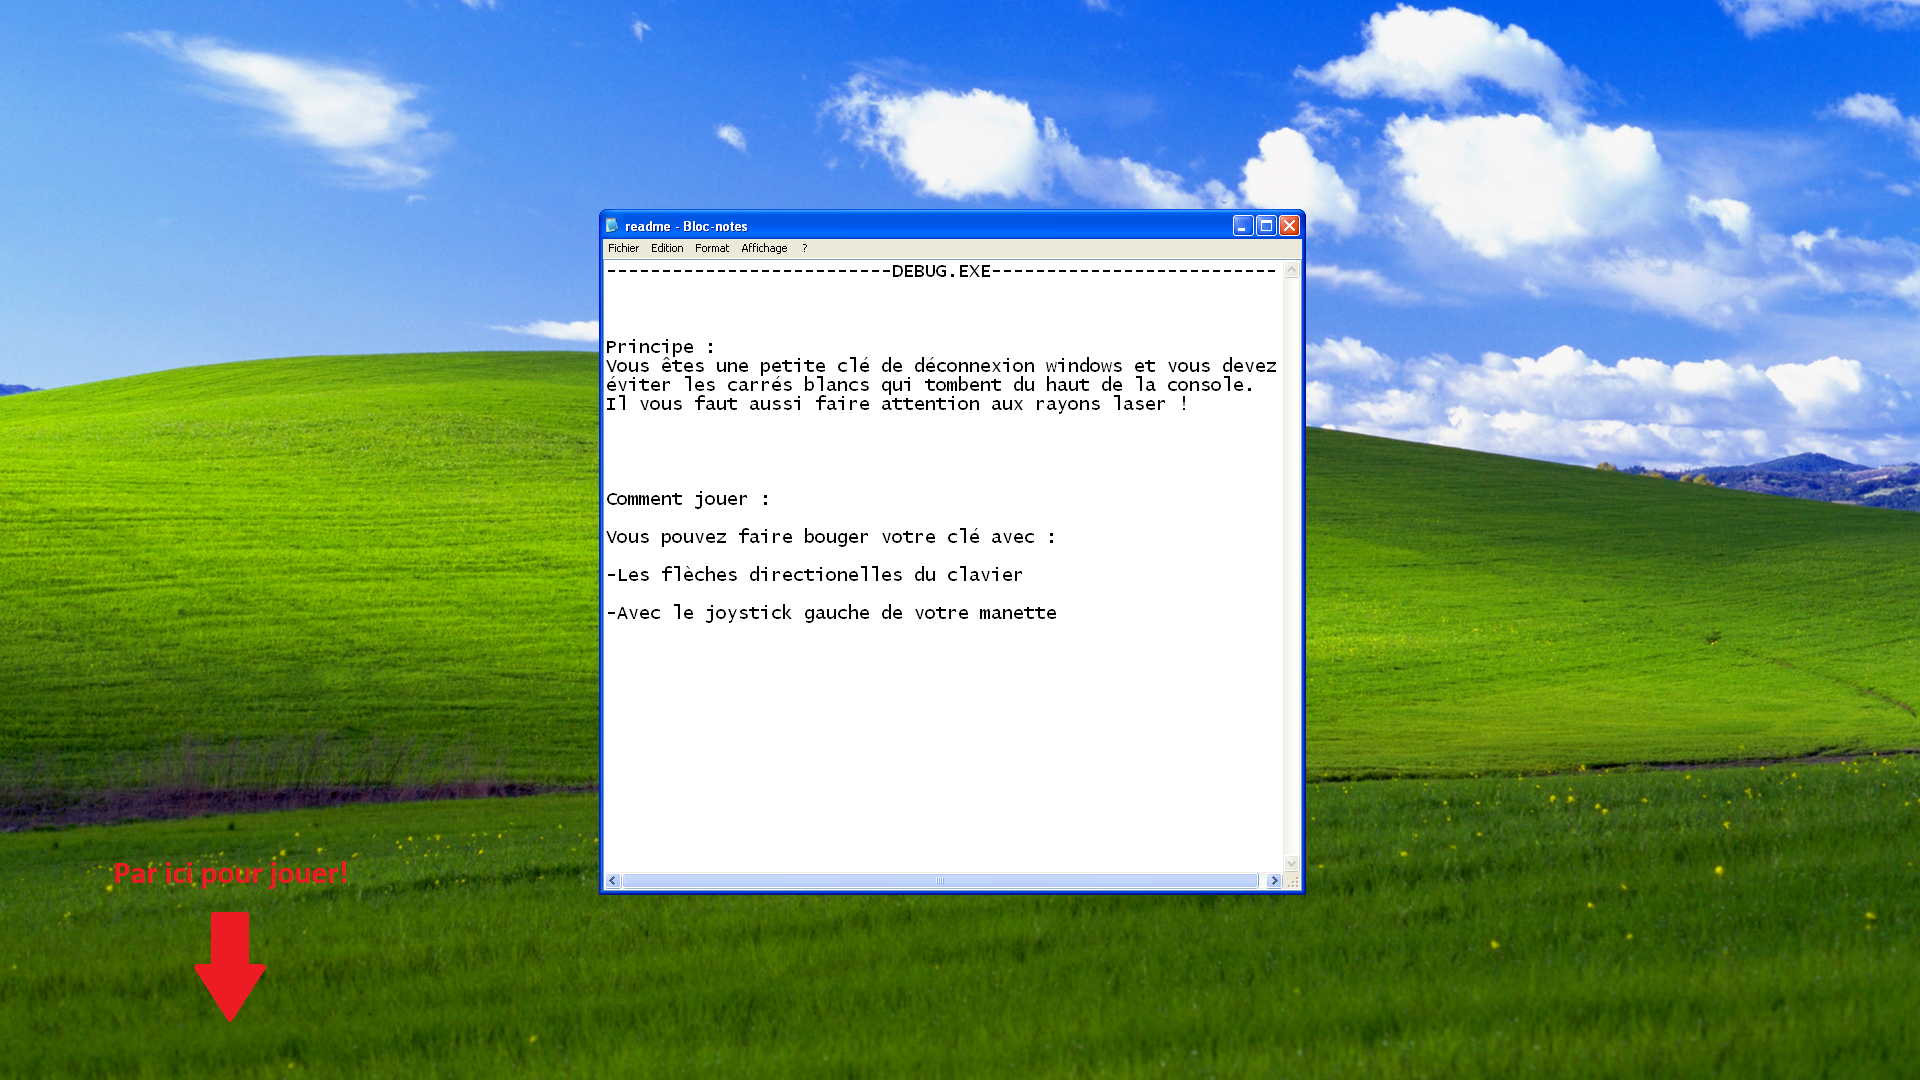 readme - Bloc-notes
Fichier Edition Format Affichage ?
--------------------------DEBUG.EXE--------------------------
Principe :
Vous êtes une petite clé de déconnexion windows et vous devez
éviter les carrés blancs qui tombent du haut de la console.
Il vous faut aussi faire attention aux rayons laser !
Comment jouer :
Vous pouvez faire bouger votre clé avec :
-Les flèches directionelles du clavier
-Avec le joystick gauche de votre manette
Par ici pour jouer!